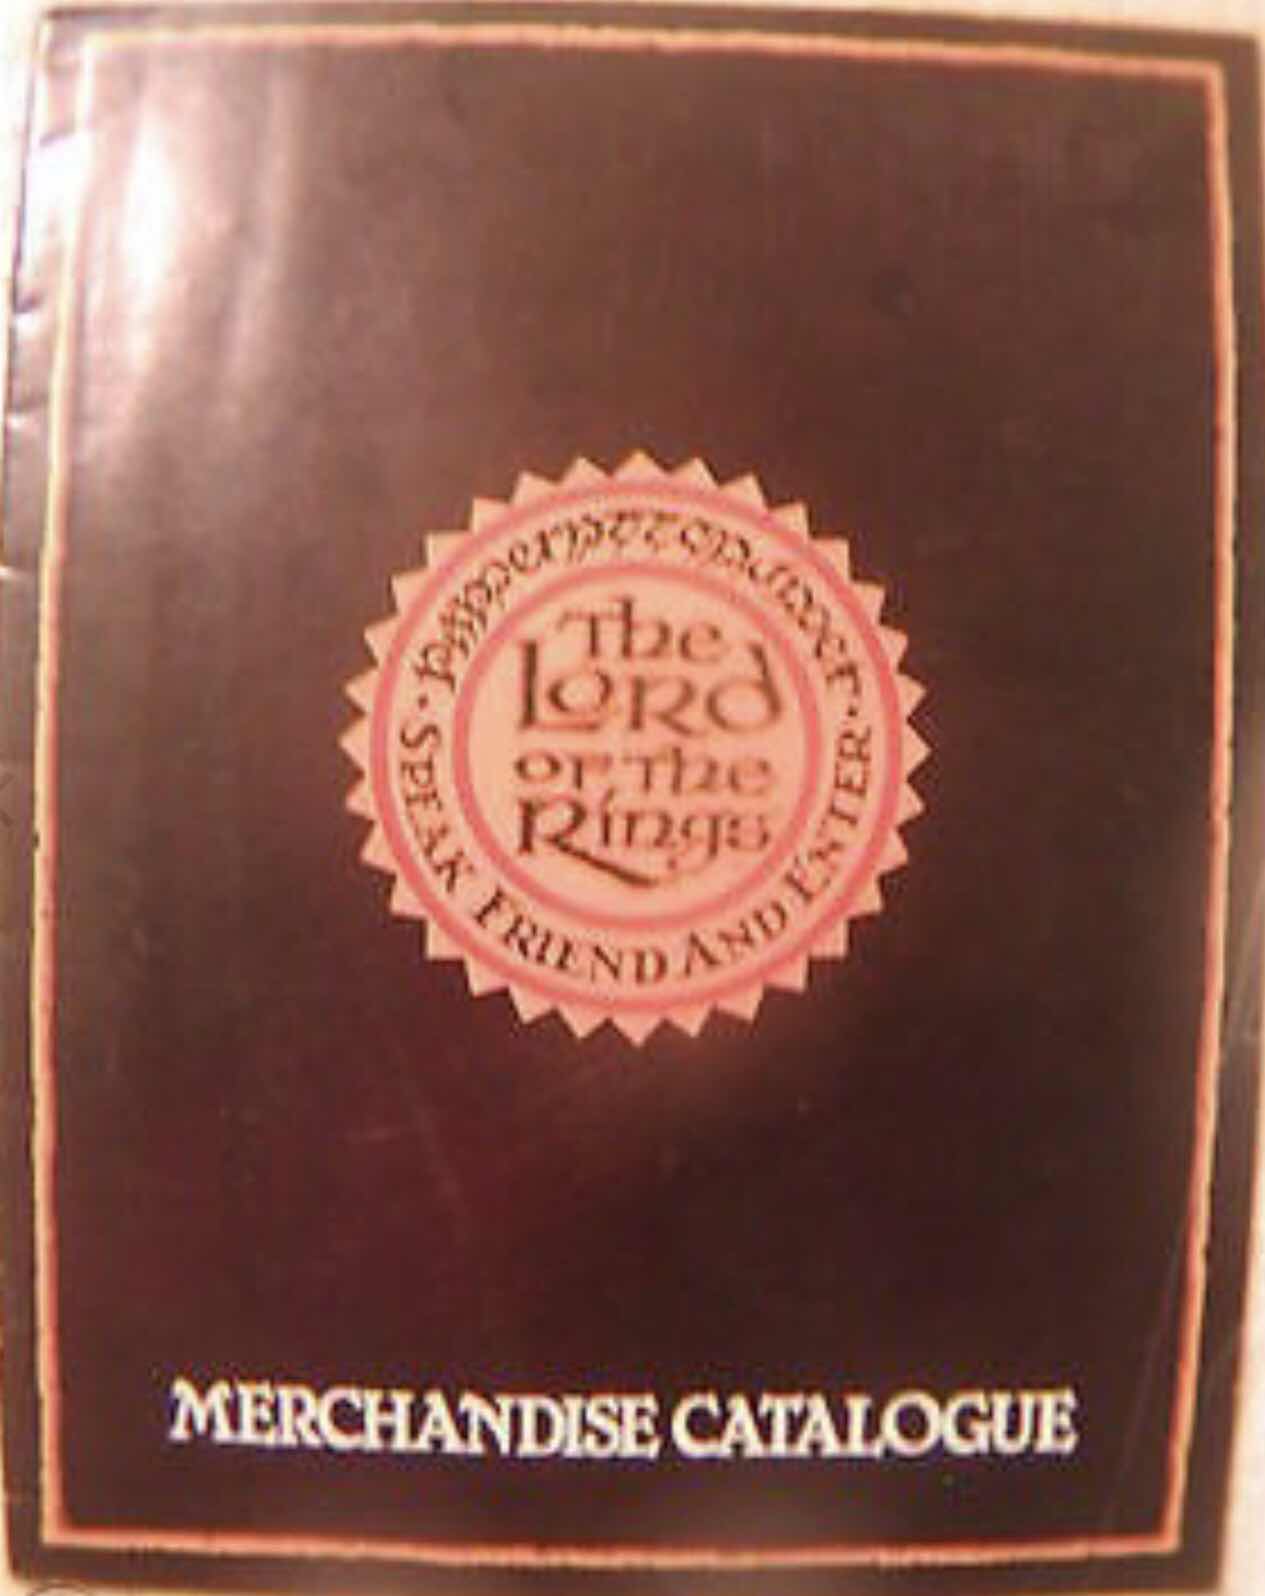 The
Lord
of the
Rings
· SPEAK FRIEND AND ENTER ·
MERCHANDISE CATALOGUE